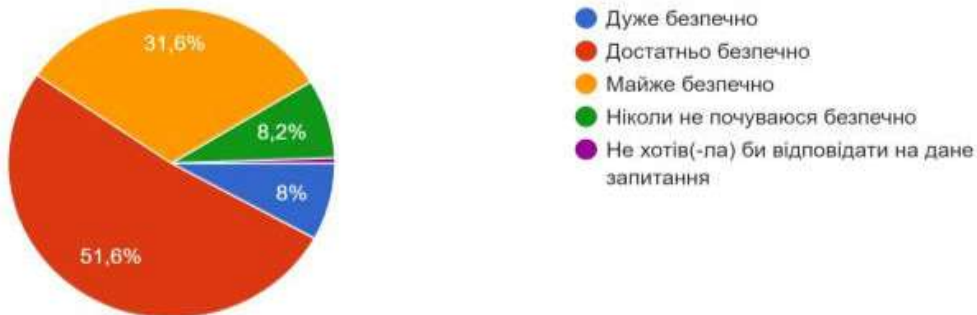 31,6%
8,2%
8%
51,6%
Дуже безпечно
Достатньо безпечно
Майже безпечно
Ніколи не почуваюся безпечно
Не хотів(-ла) би відповідати на дане
запитання